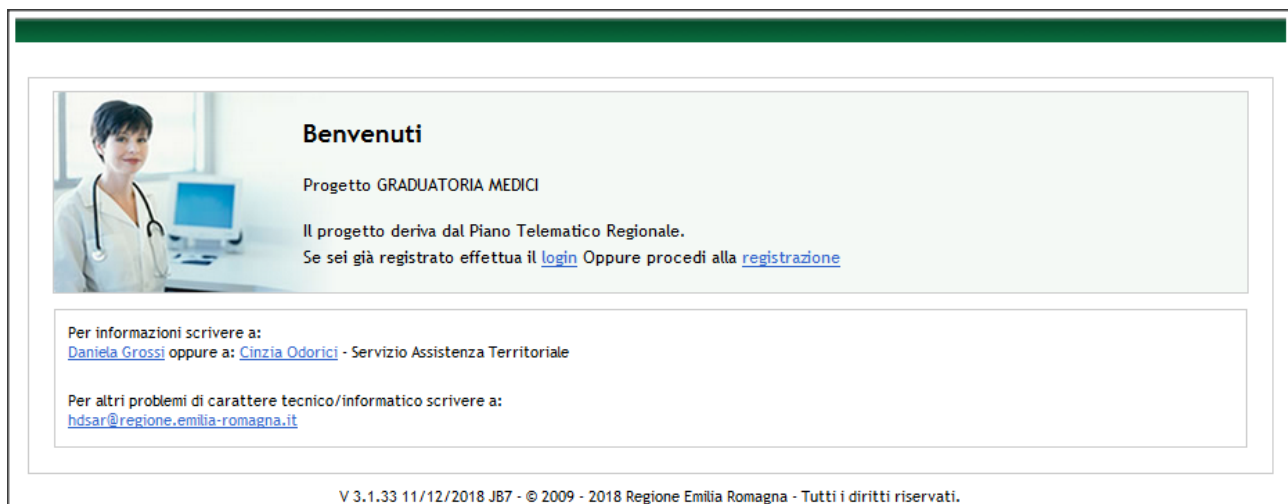 Benvenuti
Progetto GRADUATORIA MEDICI
Il progetto deriva dal Piano Telematico Regionale.
Se sei già registrato effettua il login Oppure procedi alla registrazione
Per informazioni scrivere a:
Daniela Grossi oppure a: Cinzia Odorici - Servizio Assistenza Territoriale
Per altri problemi di carattere tecnico/informatico scrivere a:
hdsar@regione.emilia-romagna.it
V 3.1.33 11/12/2018 JB7 - © 2009 - 2018 Regione Emilia Romagna - Tutti i diritti riservati.